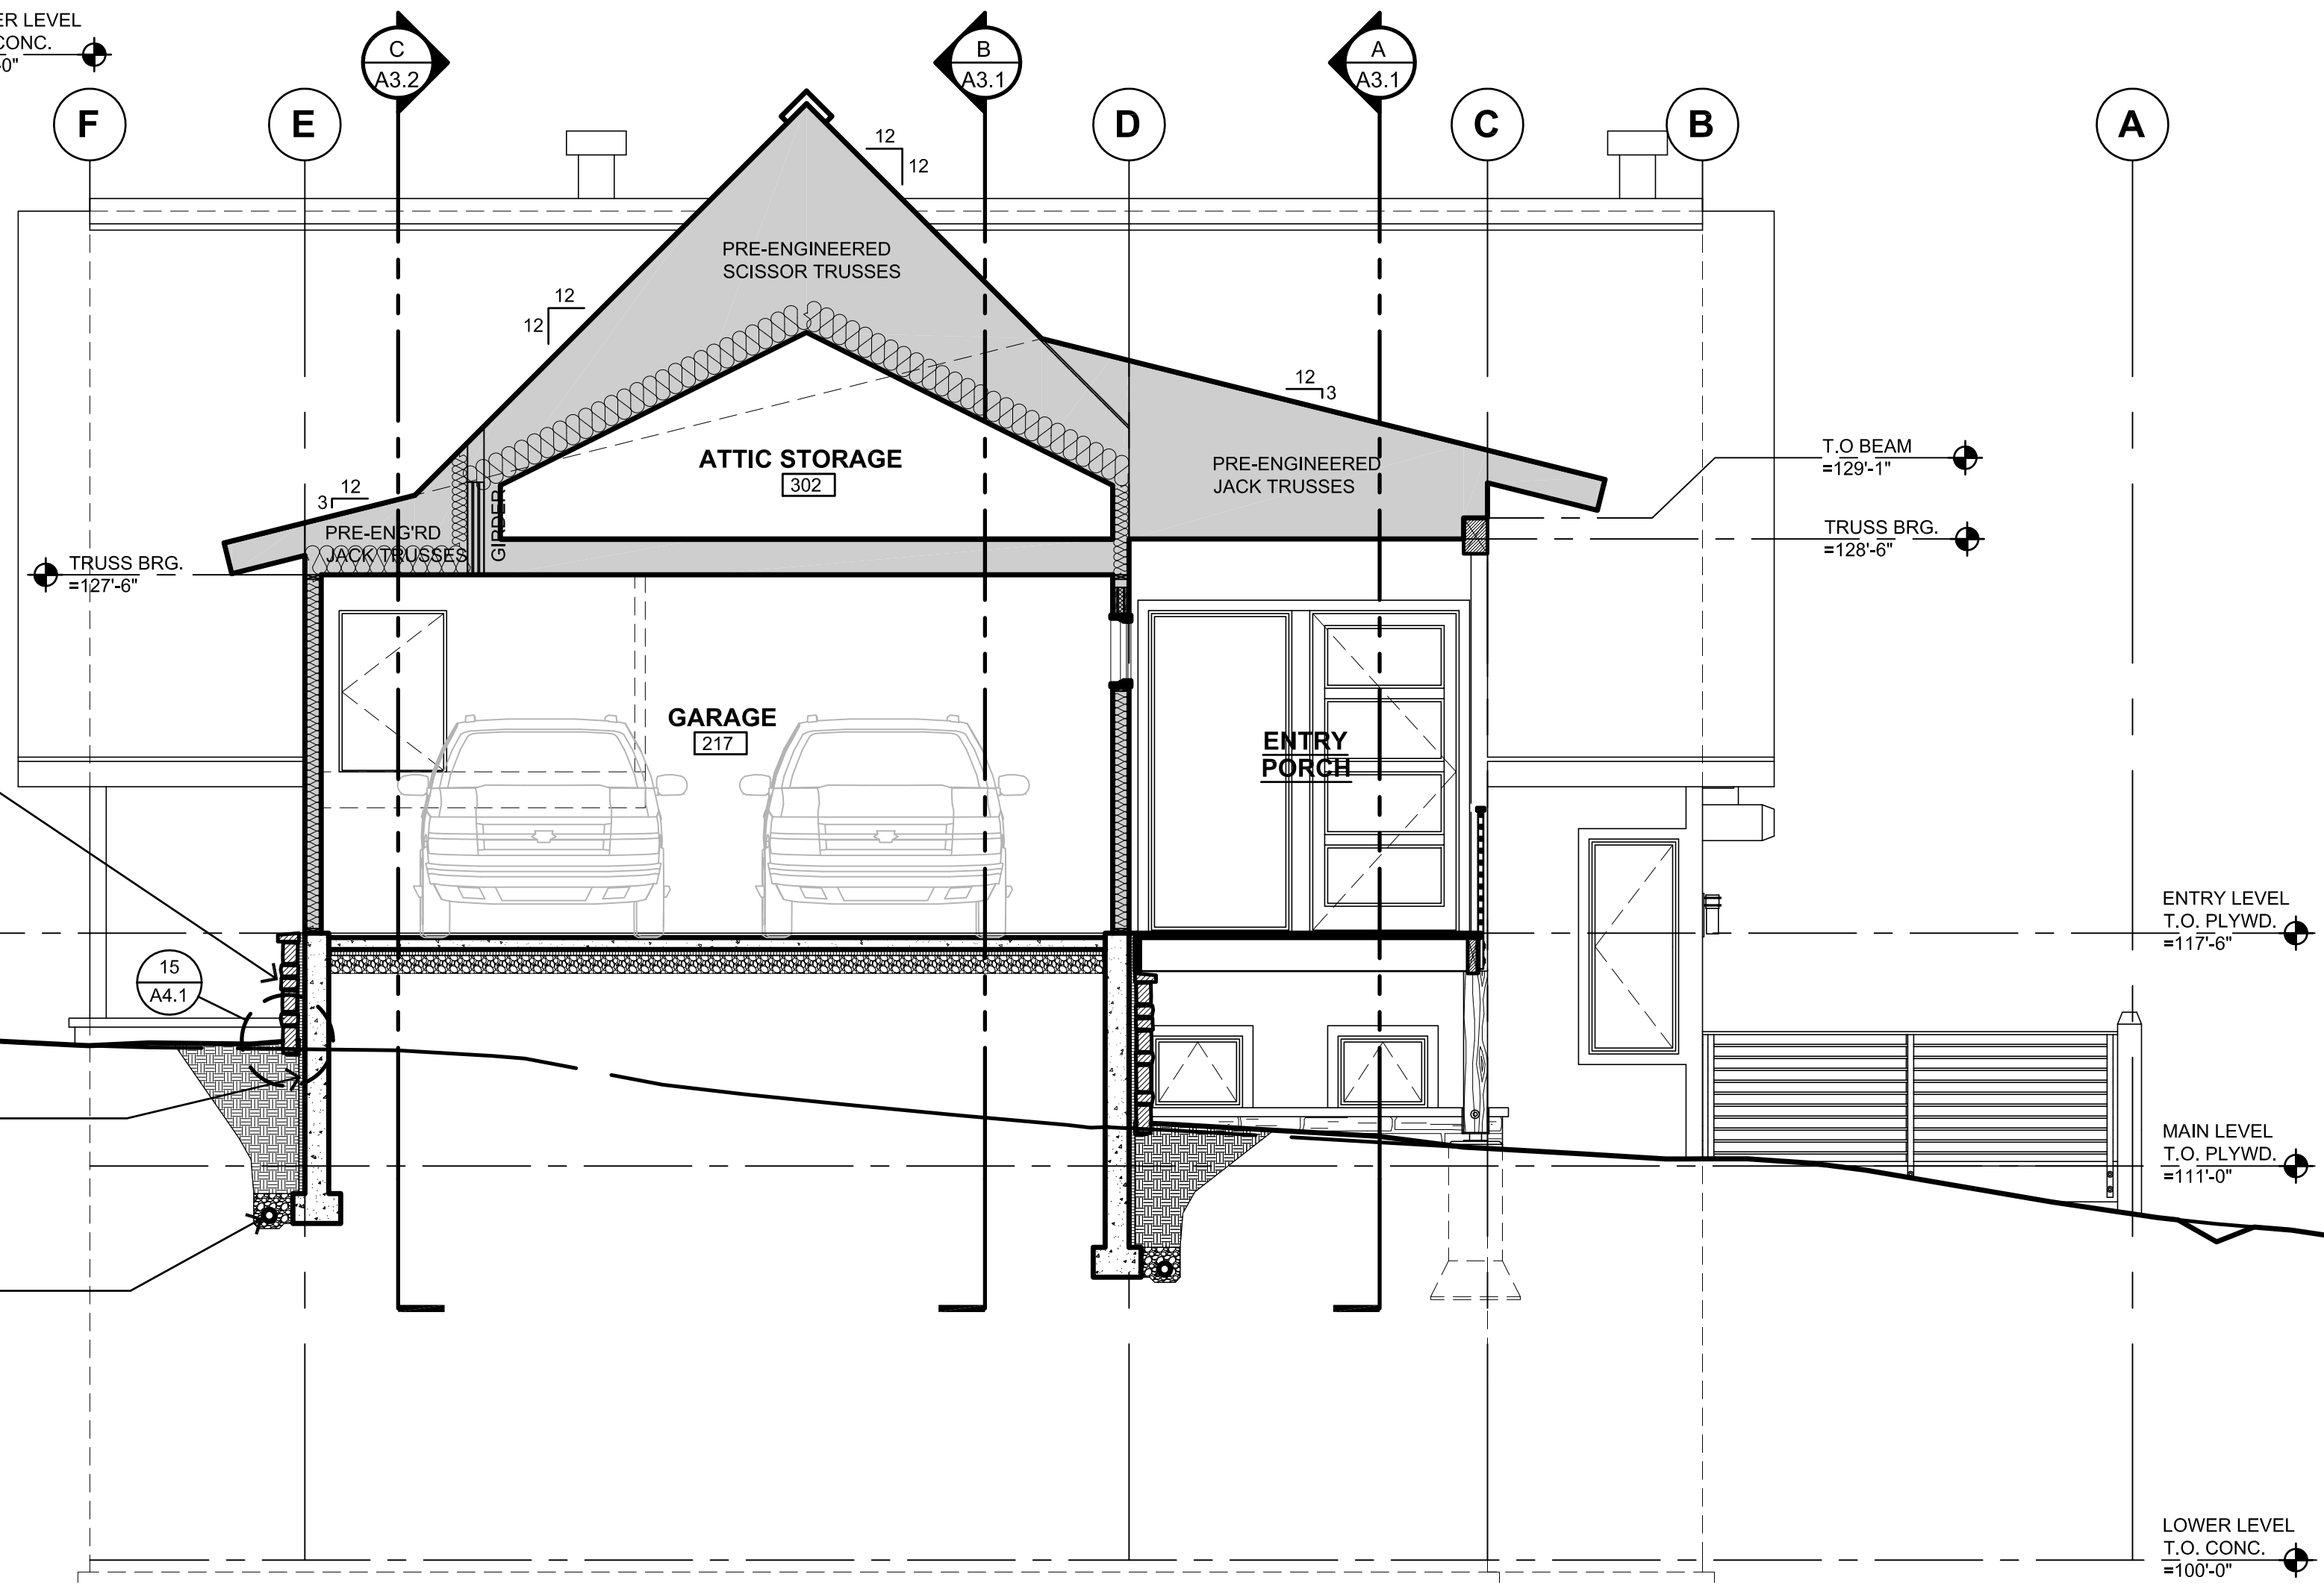 ER LEVEL
CONC.
-0"
C
A3.2
B
A3.1
A
A3.1
F
E
D
C
B
A
12
12
PRE-ENGINEERED
SCISSOR TRUSSES
12
12
12
3
ATTIC STORAGE
302
PRE-ENGINEERED
JACK TRUSSES
T.O BEAM
=129'-1"
12
3
GIRDER
PRE-ENG'RD
JACK TRUSSES
TRUSS BRG.
=127'-6"
TRUSS BRG.
=128'-6"
GARAGE
217
ENTRY
PORCH
ENTRY LEVEL
T.O. PLYWD.
=117'-6"
15
A4.1
MAIN LEVEL
T.O. PLYWD.
=111'-0"
LOWER LEVEL
T.O. CONC.
=100'-0"